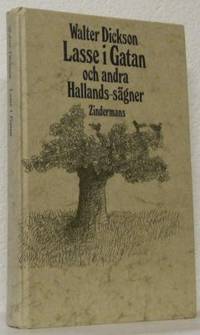 Walter Dickson
Lasse i Gatan
och andra
Hallands-sägner
Zindermans